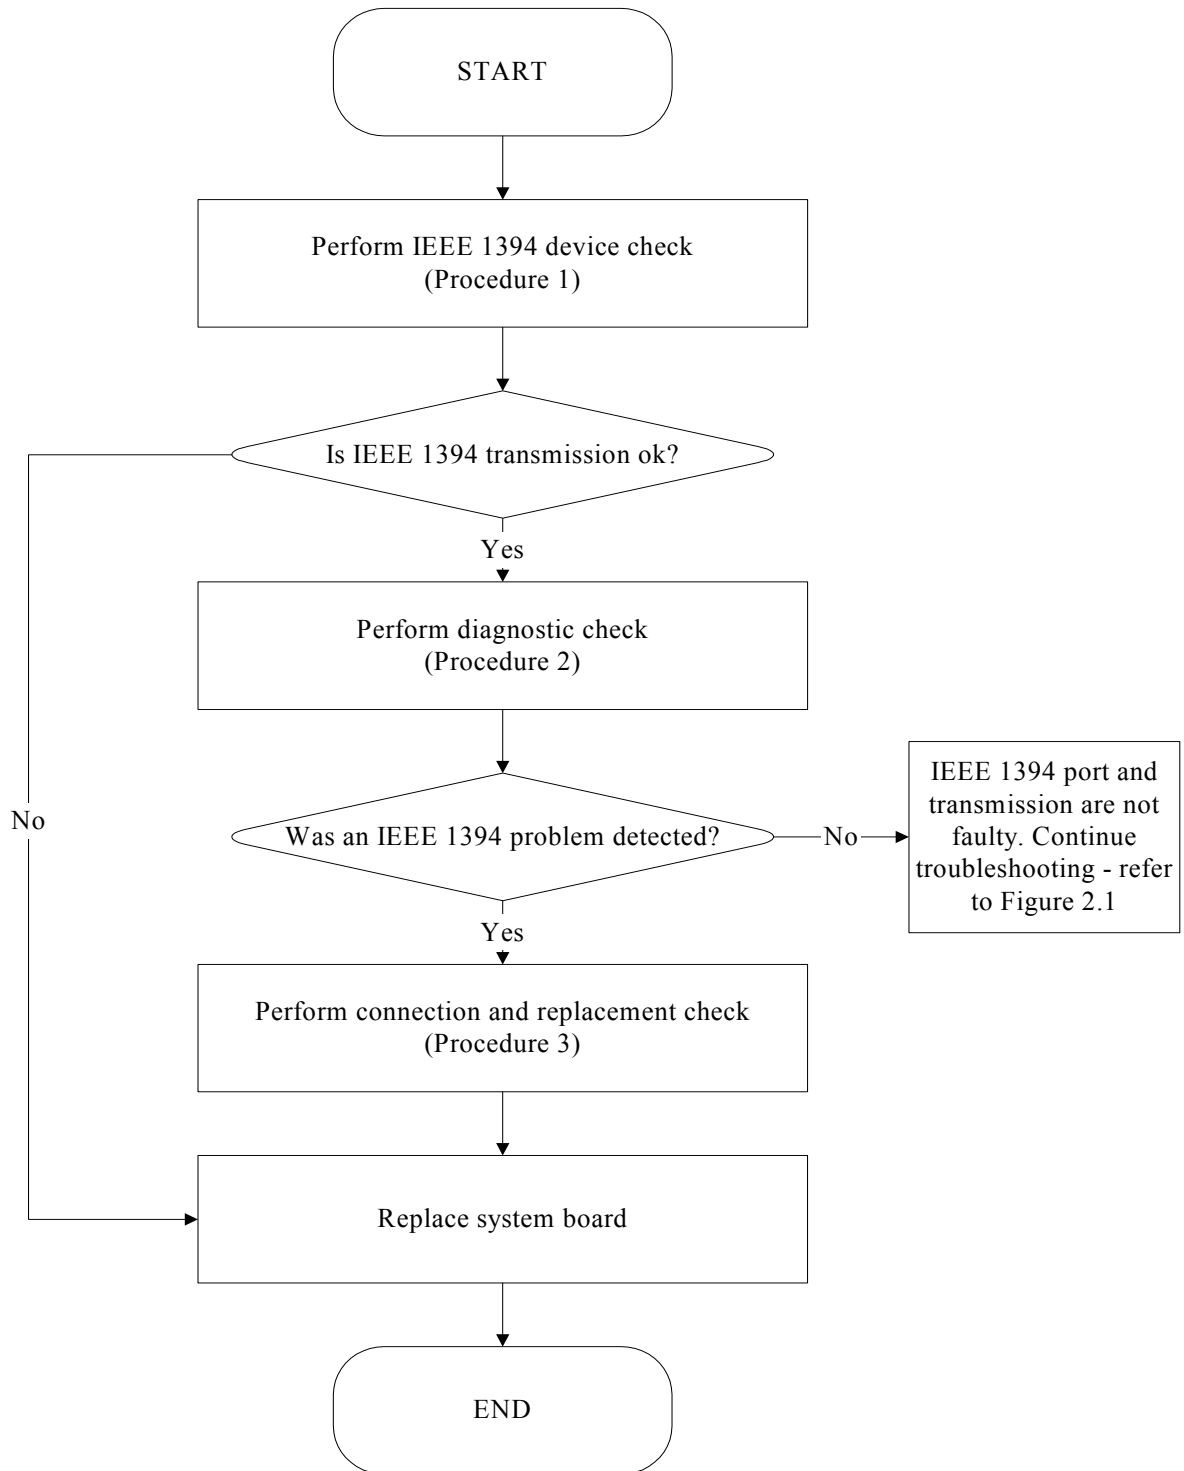 START
Perform IEEE 1394 device check
(Procedure 1)
Is IEEE 1394 transmission ok?
Yes
Perform diagnostic check
(Procedure 2)
No
Was an IEEE 1394 problem detected?
No
IEEE 1394 port and
transmission are not
faulty. Continue
troubleshooting - refer
to Figure 2.1
Yes
Perform connection and replacement check
(Procedure 3)
Replace system board
END